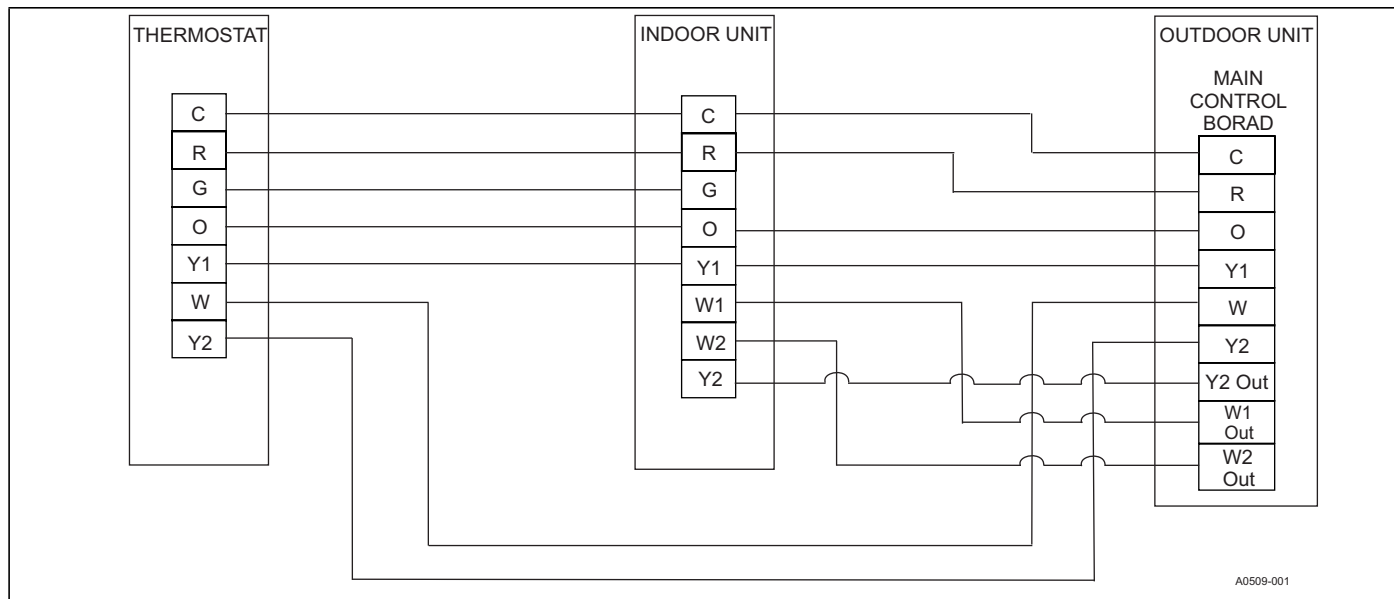 THERMOSTAT
C
R
G
O
Y1
W
Y2
INDOOR UNIT
C
R
G
O
Y1
W1
W2
Y2
OUTDOOR UNIT
MAIN
CONTROL
BORAD
C
R
O
Y1
W
Y2
Y2 Out
W1
Out
W2
Out
A0509-001